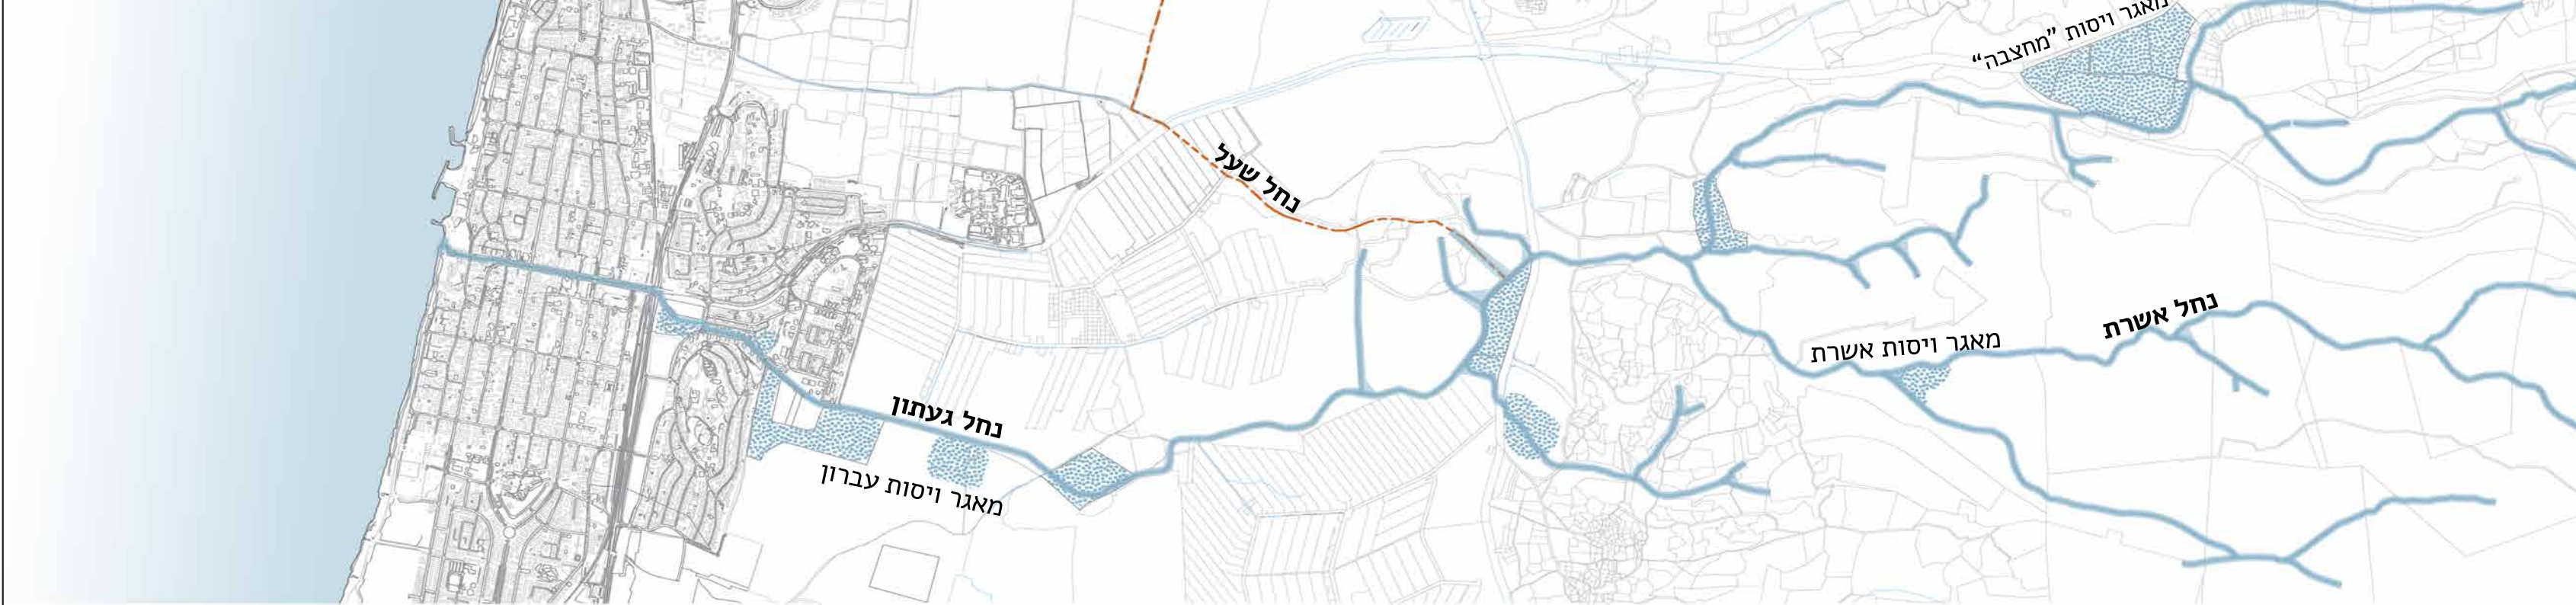 מאגר ויסות "מחצבה"
נחל שעל
נחל אשרת
מאגר ויסות אשרת
נחל געתון
מאגר ויסות עברון